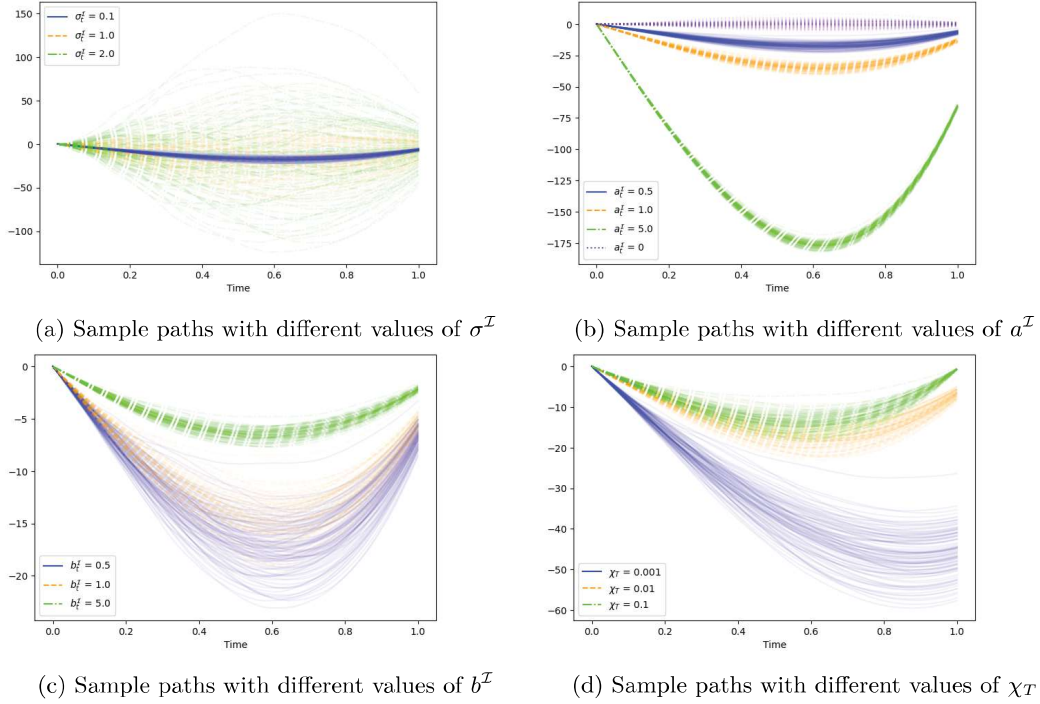 σ_t^ℐ = 0.1
σ_t^ℐ = 1.0
σ_t^ℐ = 2.0
150
100
50
0
−50
−100
0.0 0.2 0.4 0.6 0.8 1.0
Time
(a) Sample paths with different values of σ^ℐ
0
−25
−50
−75
−100
−125
−150
−175
a_t^ℐ = 0.5
a_t^ℐ = 1.0
a_t^ℐ = 5.0
a_t^ℐ = 0
0.0 0.2 0.4 0.6 0.8 1.0
Time
(b) Sample paths with different values of a^ℐ
0
−5
−10
−15
−20
b_t^ℐ = 0.5
b_t^ℐ = 1.0
b_t^ℐ = 5.0
0.0 0.2 0.4 0.6 0.8 1.0
Time
(c) Sample paths with different values of b^ℐ
0
−10
−20
−30
−40
−50
−60
χ_T = 0.001
χ_T = 0.01
χ_T = 0.1
0.0 0.2 0.4 0.6 0.8 1.0
Time
(d) Sample paths with different values of χ_T